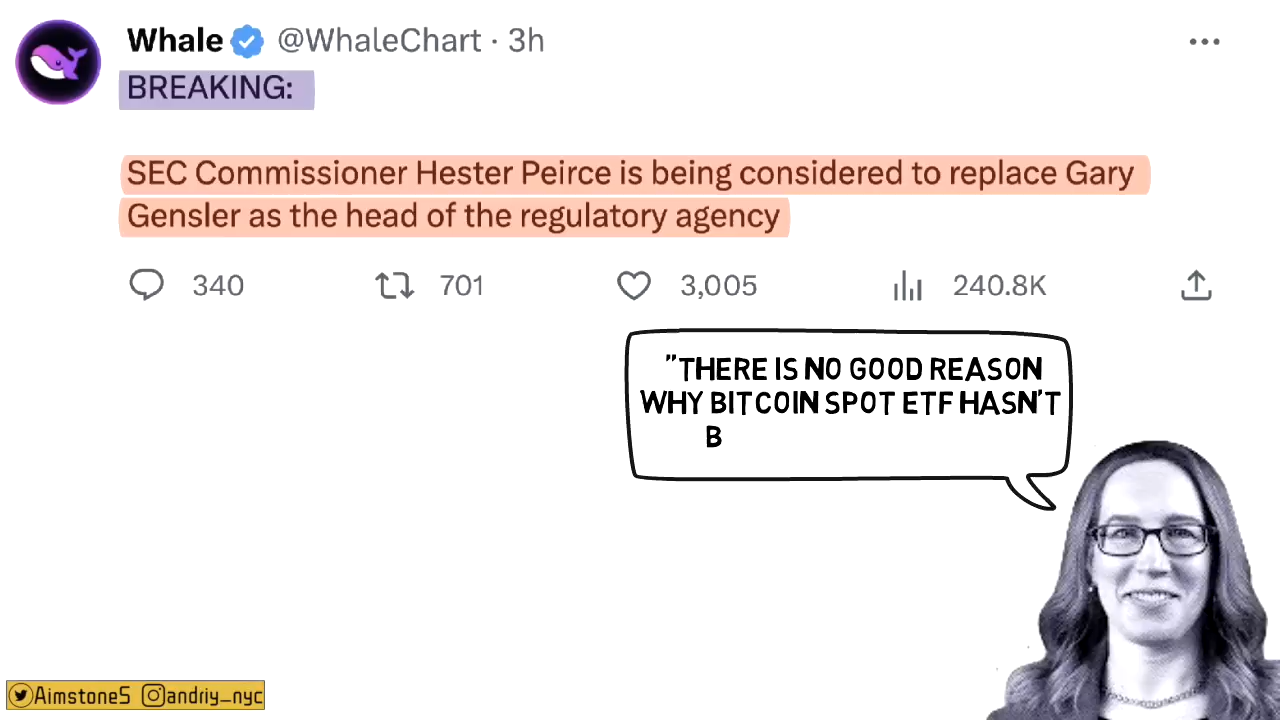 Whale @WhaleChart · 3h
BREAKING:
SEC Commissioner Hester Peirce is being considered to replace Gary
Gensler as the head of the regulatory agency
340 701 3,005 240.8K
"THERE IS NO GOOD REASON
WHY BITCOIN SPOT ETF HASN'T
B
AimstoneS andriy_nyc